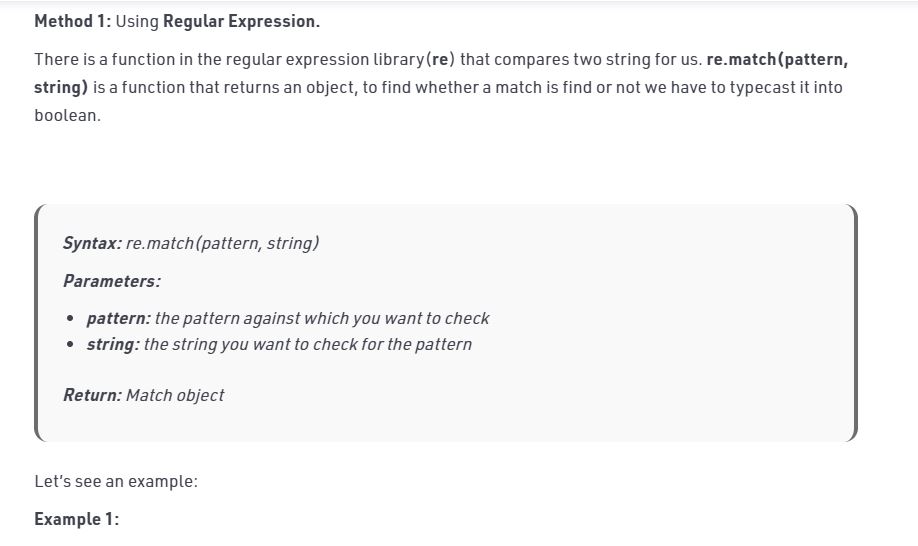 Method 1: Using Regular Expression.
There is a function in the regular expression library(re) that compares two string for us. re.match(pattern,
string) is a function that returns an object, to find whether a match is find or not we have to typecast it into
boolean.
Syntax: re.match(pattern, string)
Parameters:
• pattern: the pattern against which you want to check
• string: the string you want to check for the pattern
Return: Match object
Let's see an example:
Example 1: